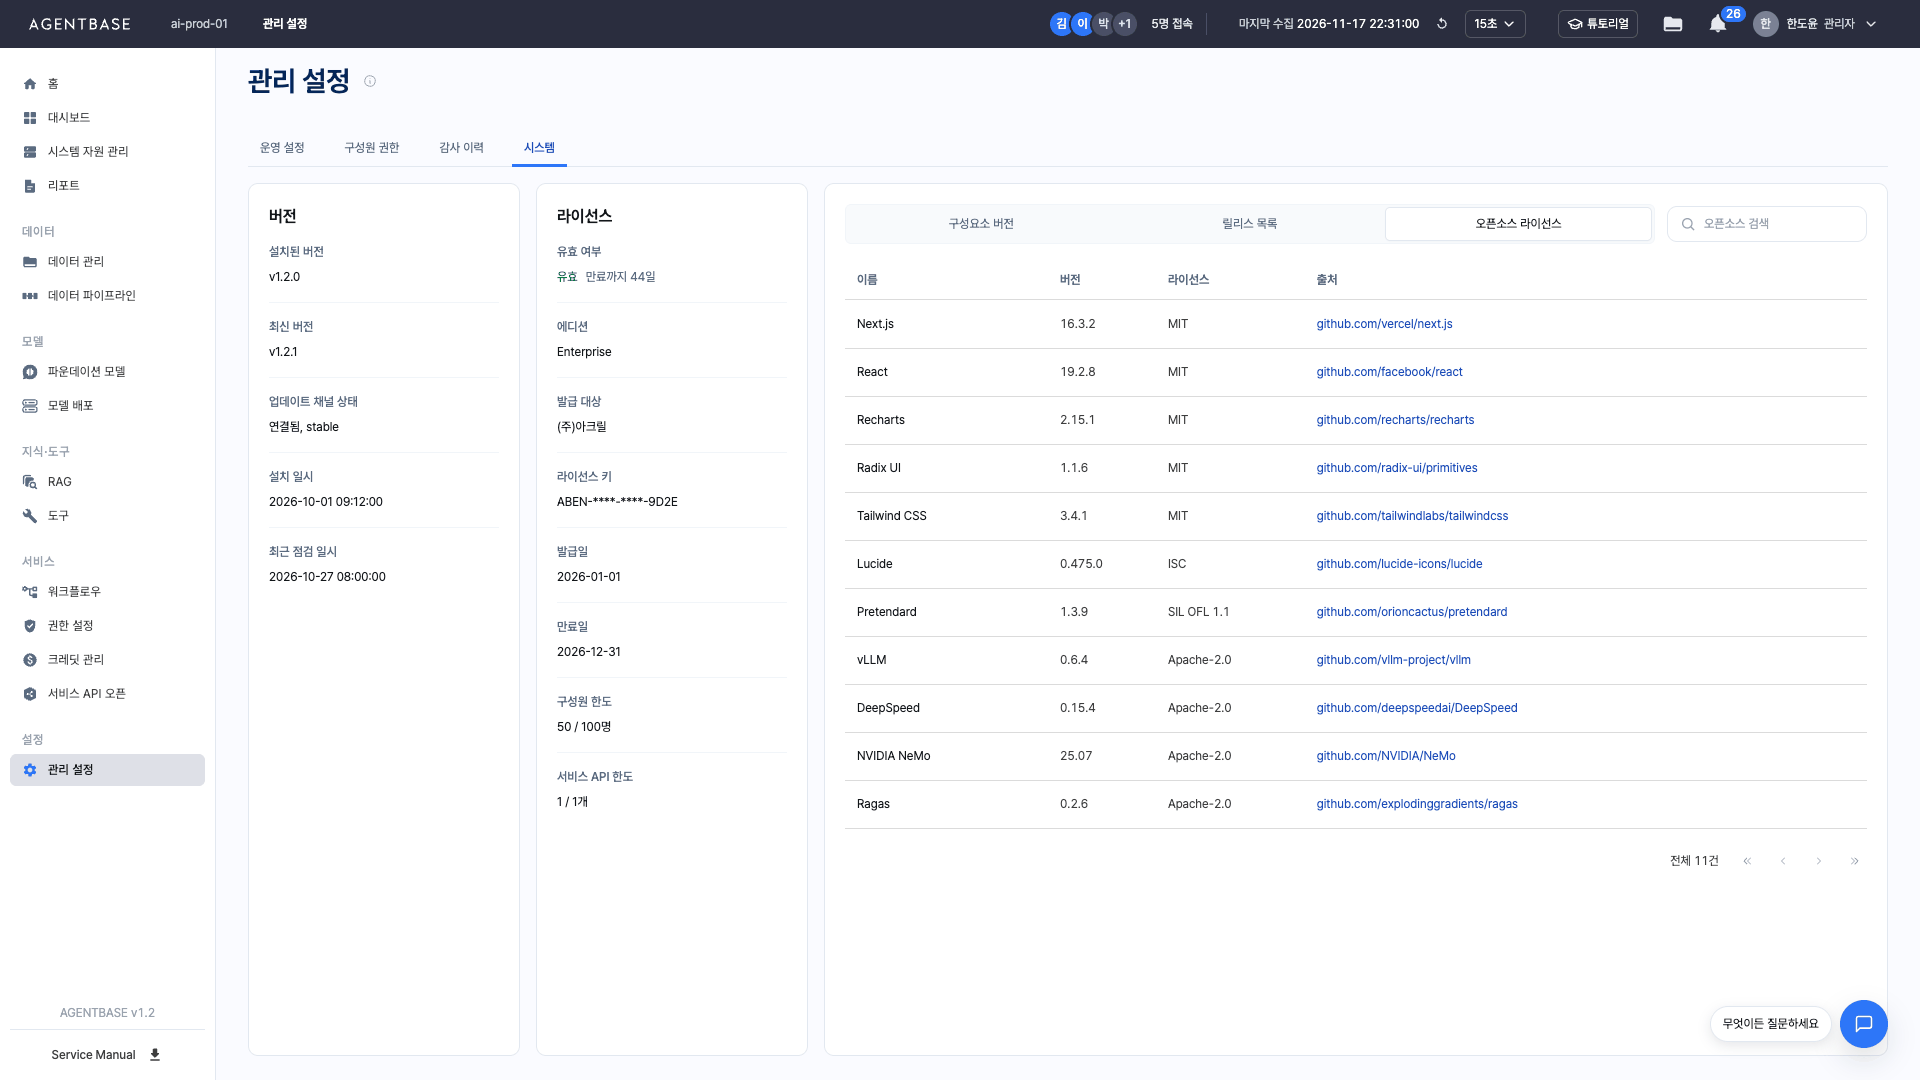 AGENTBASE
ai-prod-01
관리 설정
김 이 박 +1 5명 접속
마지막 수집 2026-11-17 22:31:00
15초
튜토리얼
26
한 한도윤 관리자
홈
대시보드
시스템 자원 관리
리포트
데이터
데이터 관리
데이터 파이프라인
모델
파운데이션 모델
모델 배포
지식·도구
RAG
도구
서비스
워크플로우
권한 설정
크레딧 관리
서비스 API 오픈
설정
관리 설정
AGENTBASE v1.2
Service Manual
관리 설정
운영 설정 구성원 권한 감사 이력 시스템
버전
설치된 버전
v1.2.0
최신 버전
v1.2.1
업데이트 채널 상태
연결됨, stable
설치 일시
2026-10-01 09:12:00
최근 점검 일시
2026-10-27 08:00:00
라이선스
유효 여부
유효 만료까지 44일
에디션
Enterprise
발급 대상
(주)아크릴
라이선스 키
ABEN-****-****-9D2E
발급일
2026-01-01
만료일
2026-12-31
구성원 한도
50 / 100명
서비스 API 한도
1 / 1개
구성요소 버전 릴리스 목록 오픈소스 라이선스 오픈소스 검색
이름 버전 라이선스 출처
Next.js 16.3.2 MIT github.com/vercel/next.js
React 19.2.8 MIT github.com/facebook/react
Recharts 2.15.1 MIT github.com/recharts/recharts
Radix UI 1.1.6 MIT github.com/radix-ui/primitives
Tailwind CSS 3.4.1 MIT github.com/tailwindlabs/tailwindcss
Lucide 0.475.0 ISC github.com/lucide-icons/lucide
Pretendard 1.3.9 SIL OFL 1.1 github.com/orioncactus/pretendard
vLLM 0.6.4 Apache-2.0 github.com/vllm-project/vllm
DeepSpeed 0.15.4 Apache-2.0 github.com/deepspeedai/DeepSpeed
NVIDIA NeMo 25.07 Apache-2.0 github.com/NVIDIA/NeMo
Ragas 0.2.6 Apache-2.0 github.com/explodinggradients/ragas
전체 11건 « ‹ › »
무엇이든 질문하세요